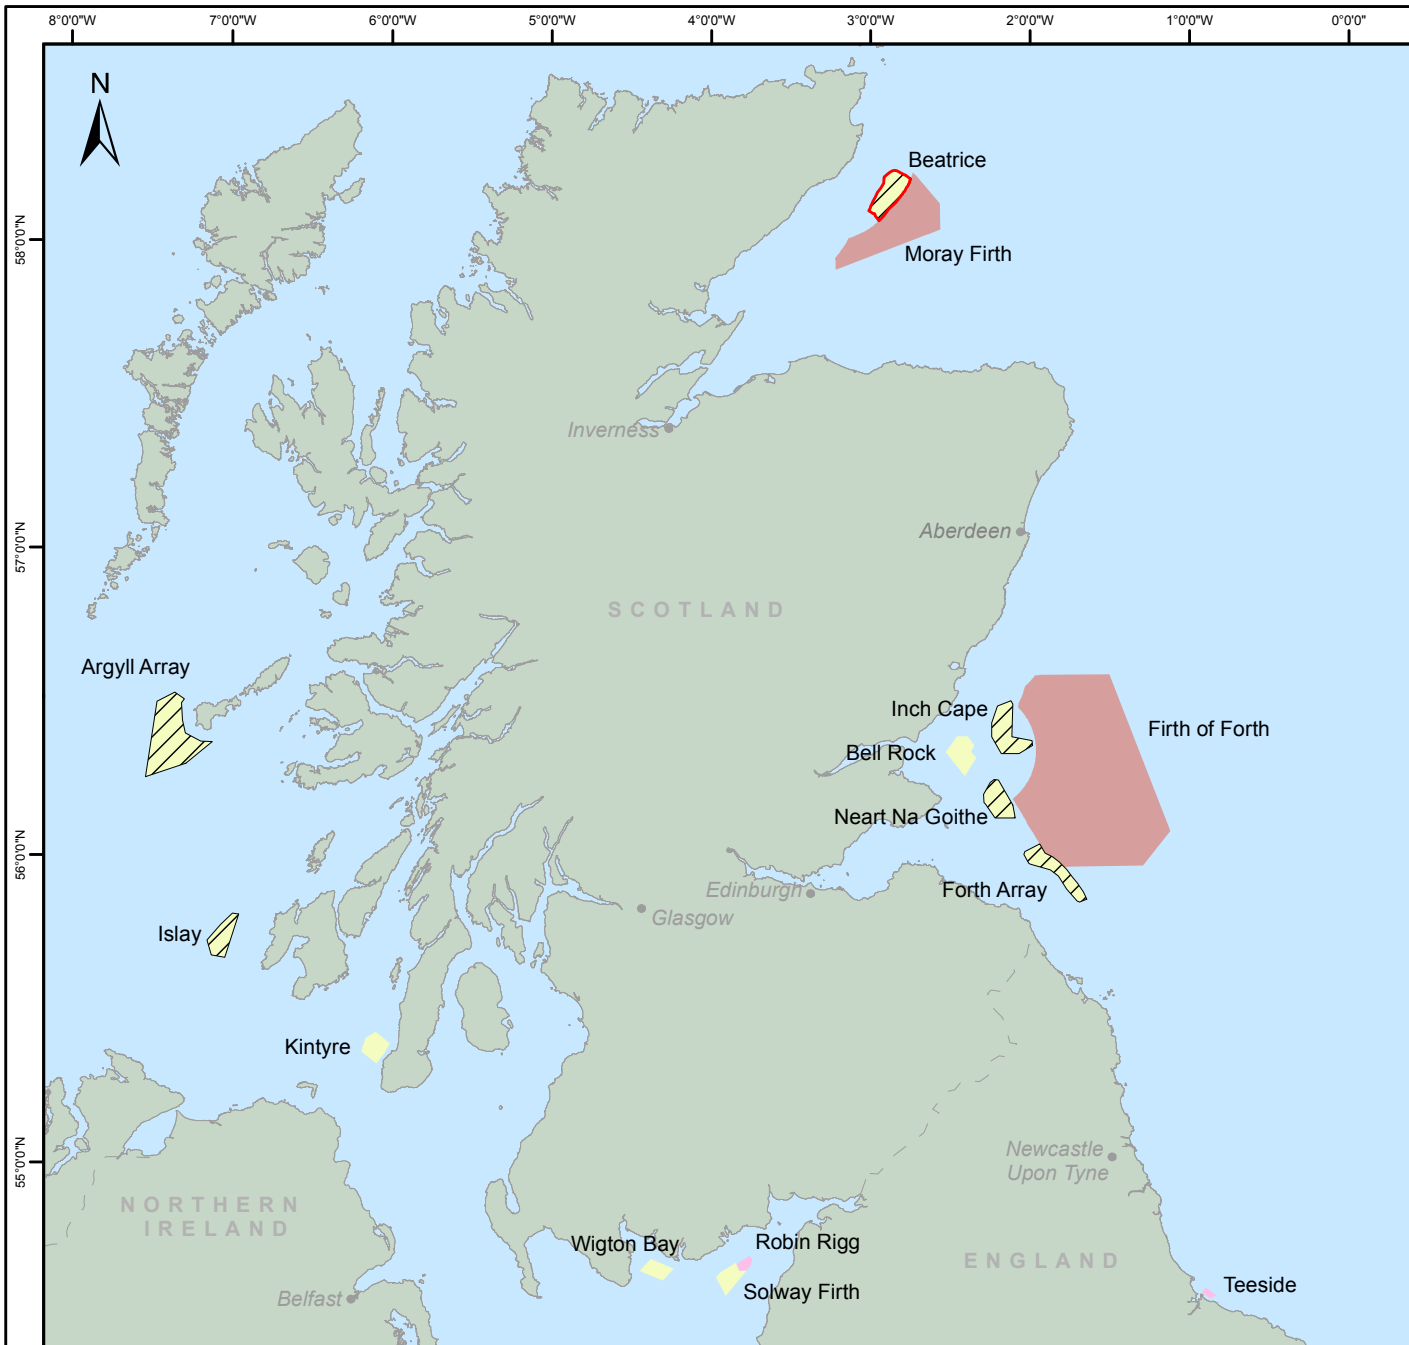 8°0'0"W 7°0'0"W 6°0'0"W 5°0'0"W 4°0'0"W 3°0'0"W 2°0'0"W 1°0'0"W 0°0'0"
N
Beatrice
58°0'0"N
Moray Firth
Inverness
Aberdeen
57°0'0"N
SCOTLAND
Argyll Array
Inch Cape
Firth of Forth
Bell Rock
Neart Na Goithe
56°0'0"N
Edinburgh
Forth Array
Glasgow
Islay
Kintyre
55°0'0"N
Newcastle
Upon Tyne
NORTHERN
IRELAND
Wigton Bay
Robin Rigg
ENGLAND
Solway Firth
Teeside
Belfast